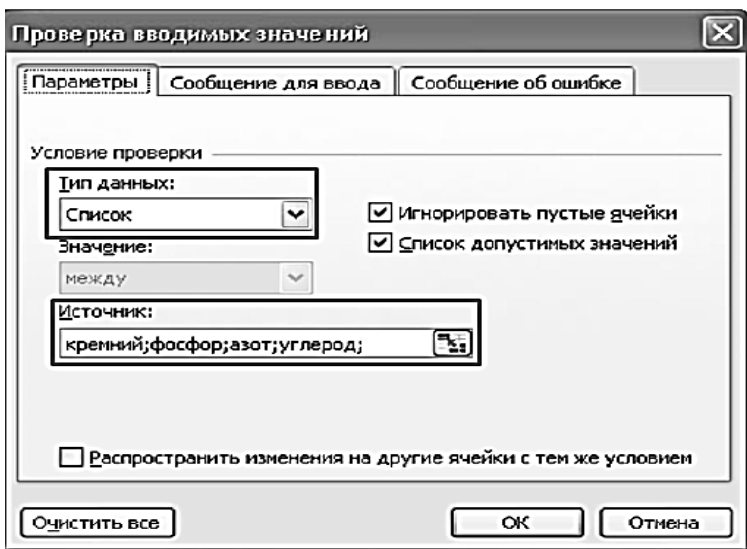 Проверка вводимых значений
Параметры Сообщение для ввода Сообщение об ошибке
Условие проверки
Тип данных:
Список
Игнорировать пустые ячейки
Значение:
Список допустимых значений
между
Источник:
кремний;фосфор;азот;углерод;
Распространить изменения на другие ячейки с тем же условием
Очистить все ОК Отмена